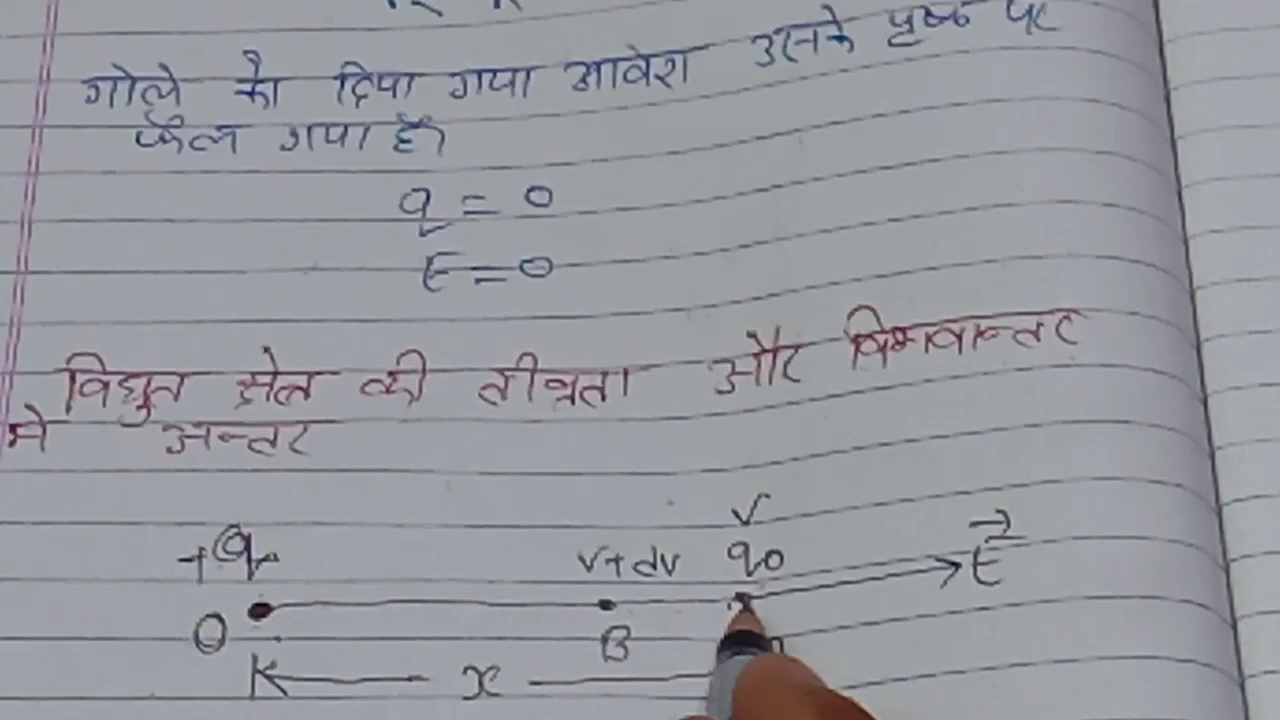 गोले को दिया गया आवेश उसके पृष्ठ पर
फैल गया है।
q = 0
E = 0
विधुत क्षेत्र की तीव्रता और विभवान्तर
मे अन्तर
V
+q V+dV q0 E
O B
x